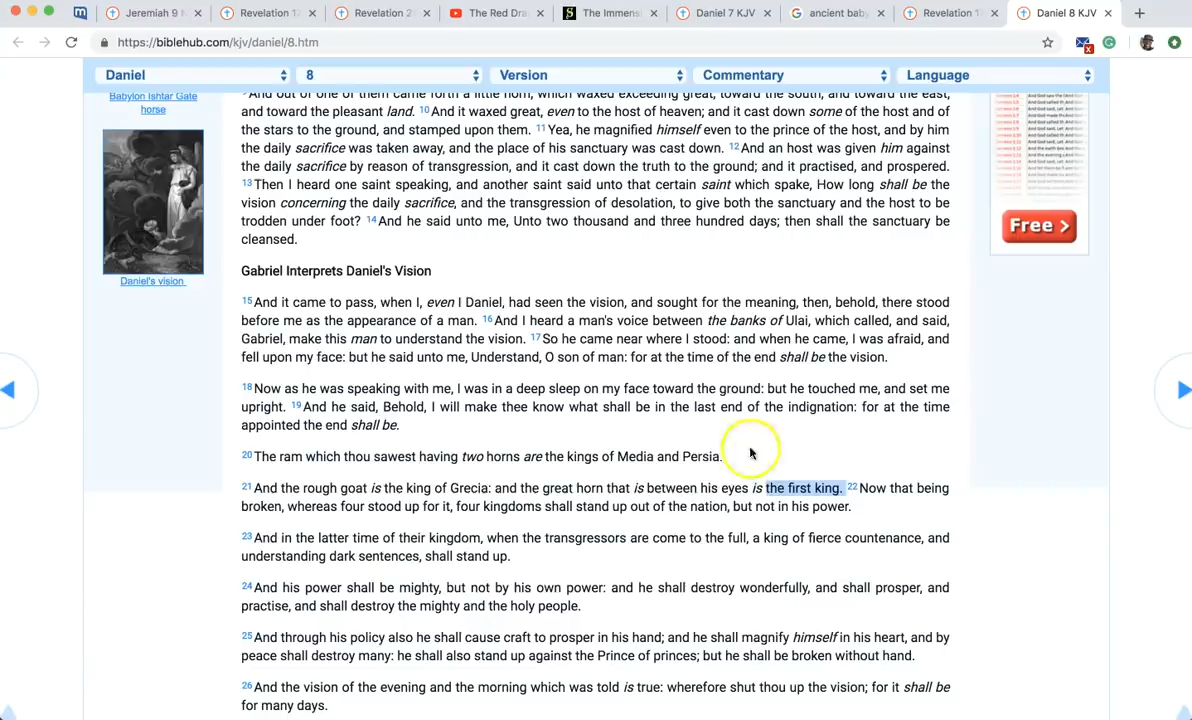 Jeremiah 9
Revelation 1
Revelation 2
The Red Dra
The Immens
Daniel 7 KJV
ancient bab
Revelation 1
Daniel 8 KJV
https://biblehub.com/kjv/daniel/8.htm
Daniel 8 Version Commentary Language
Babylon Ishtar Gate
horse
Daniel's vision
And out of one of them came forth a little horn, which waxed exceeding great, toward the south, and toward the east,
and toward the pleasant land. 10 And it waxed great, even to the host of heaven; and it cast down some of the host and of
the stars to the ground, and stamped upon them. 11 Yea, he magnified himself even to the prince of the host, and by him
the daily sacrifice was taken away, and the place of his sanctuary was cast down. 12 And an host was given him against
the daily sacrifice by reason of transgression, and it cast down the truth to the ground; and it practised, and prospered.
13 Then I heard one saint speaking, and another saint said unto that certain saint which spake, How long shall be the
vision concerning the daily sacrifice, and the transgression of desolation, to give both the sanctuary and the host to be
trodden under foot? 14 And he said unto me, Unto two thousand and three hundred days; then shall the sanctuary be
cleansed.
Gabriel Interprets Daniel's Vision
15 And it came to pass, when I, even I Daniel, had seen the vision, and sought for the meaning, then, behold, there stood
before me as the appearance of a man. 16 And I heard a man's voice between the banks of Ulai, which called, and said,
Gabriel, make this man to understand the vision. 17 So he came near where I stood: and when he came, I was afraid, and
fell upon my face: but he said unto me, Understand, O son of man: for at the time of the end shall be the vision.
18 Now as he was speaking with me, I was in a deep sleep on my face toward the ground: but he touched me, and set me
upright. 19 And he said, Behold, I will make thee know what shall be in the last end of the indignation: for at the time
appointed the end shall be.
20 The ram which thou sawest having two horns are the kings of Media and Persia.
21 And the rough goat is the king of Grecia: and the great horn that is between his eyes is the first king. 22 Now that being
broken, whereas four stood up for it, four kingdoms shall stand up out of the nation, but not in his power.
23 And in the latter time of their kingdom, when the transgressors are come to the full, a king of fierce countenance, and
understanding dark sentences, shall stand up.
24 And his power shall be mighty, but not by his own power: and he shall destroy wonderfully, and shall prosper, and
practise, and shall destroy the mighty and the holy people.
25 And through his policy also he shall cause craft to prosper in his hand; and he shall magnify himself in his heart, and by
peace shall destroy many: he shall also stand up against the Prince of princes; but he shall be broken without hand.
26 And the vision of the evening and the morning which was told is true: wherefore shut thou up the vision; for it shall be
for many days.
Free >